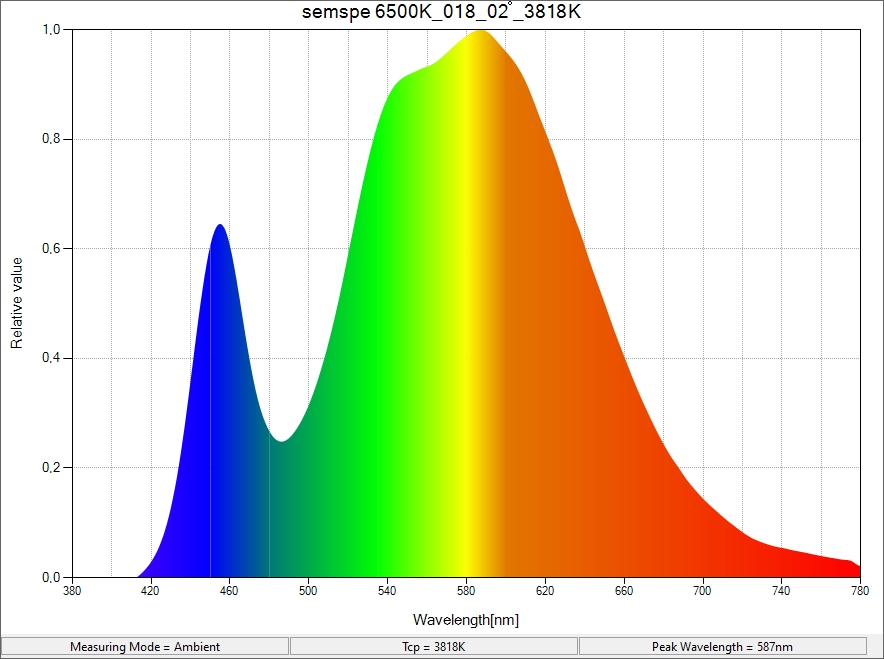 semspe 6500K_018_02°_3818K
1.0
0.8
0,6
0,4
0,2
0.0
Relative value
380 420 460 500 540 580 620 660 700 740 780
Wavelength[nm]
Measuring Mode = Ambient Tcp = 3818K Peak Wavelength = 587nm